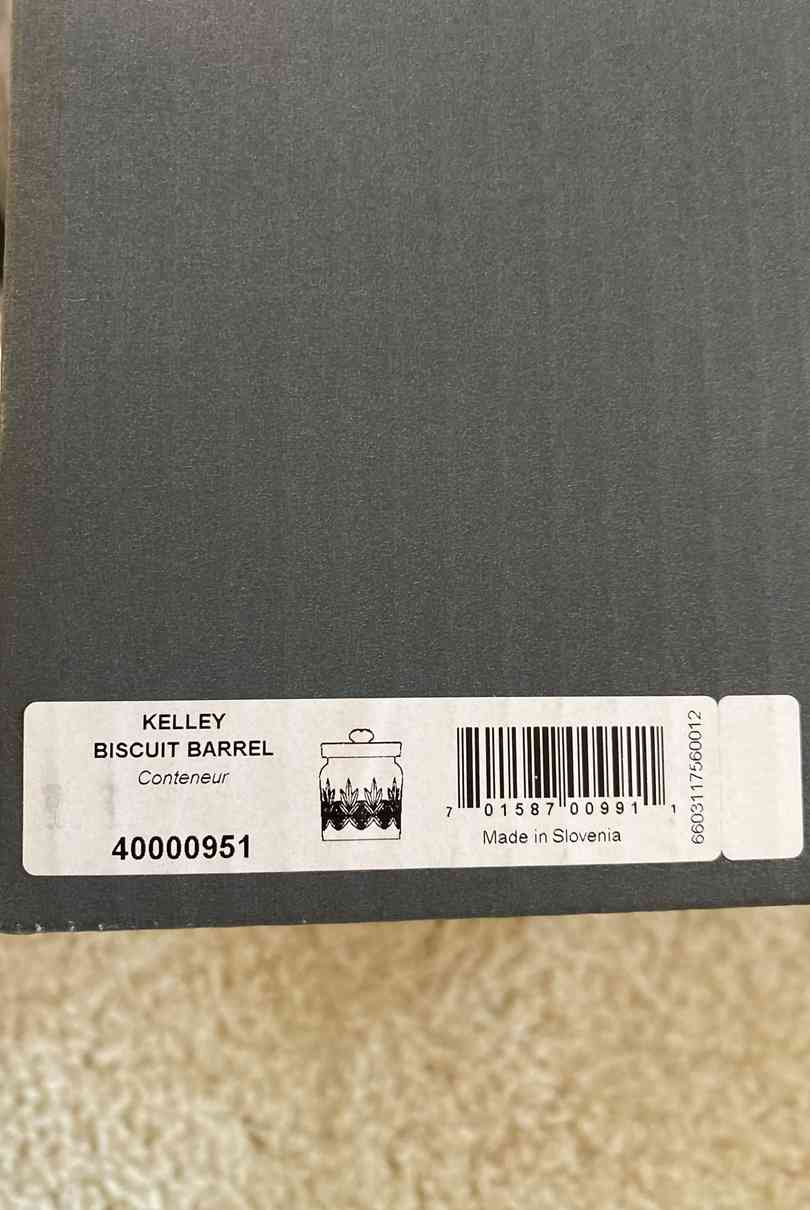 KELLEY
BISCUIT BARREL
Conteneur
40000951
7 01587 00991 1
Made in Slovenia
6603117560012